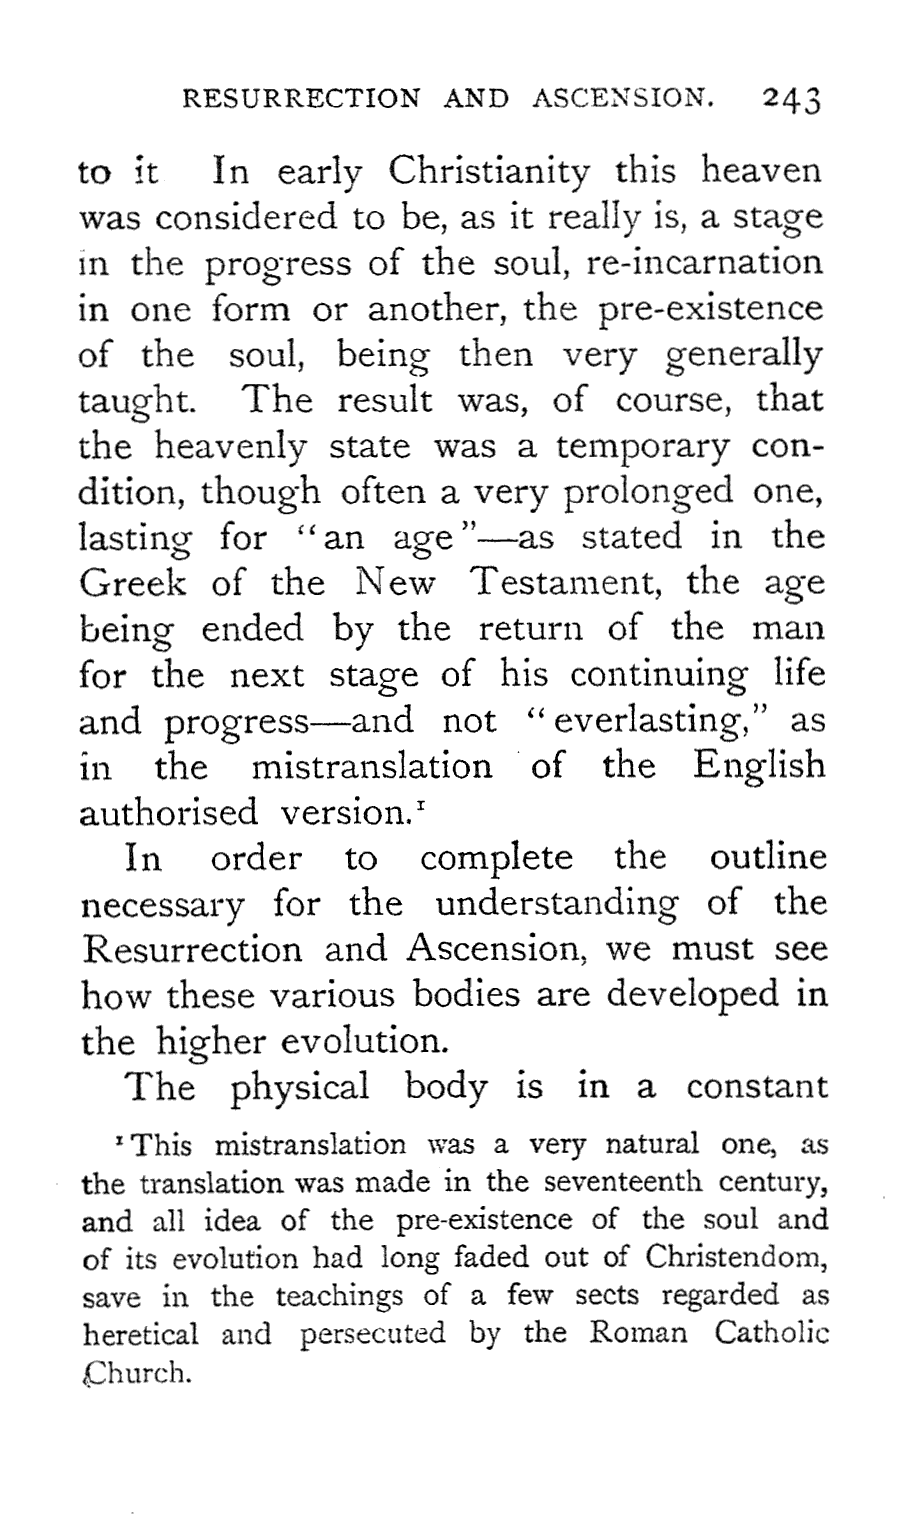 RESURRECTION AND ASCENSION. 243
to it In early Christianity this heaven
was considered to be, as it really is, a stage
in the progress of the soul, re-incarnation
in one form or another, the pre-existence
of the soul, being then very generally
taught. The result was, of course, that
the heavenly state was a temporary con-
dition, though often a very prolonged one,
lasting for “an age”—as stated in the
Greek of the New Testament, the age
being ended by the return of the man
for the next stage of his continuing life
and progress—and not “everlasting,” as
in the mistranslation of the English
authorised version.¹
In order to complete the outline
necessary for the understanding of the
Resurrection and Ascension, we must see
how these various bodies are developed in
the higher evolution.
The physical body is in a constant
¹ This mistranslation was a very natural one, as
the translation was made in the seventeenth century,
and all idea of the pre-existence of the soul and
of its evolution had long faded out of Christendom,
save in the teachings of a few sects regarded as
heretical and persecuted by the Roman Catholic
Church.